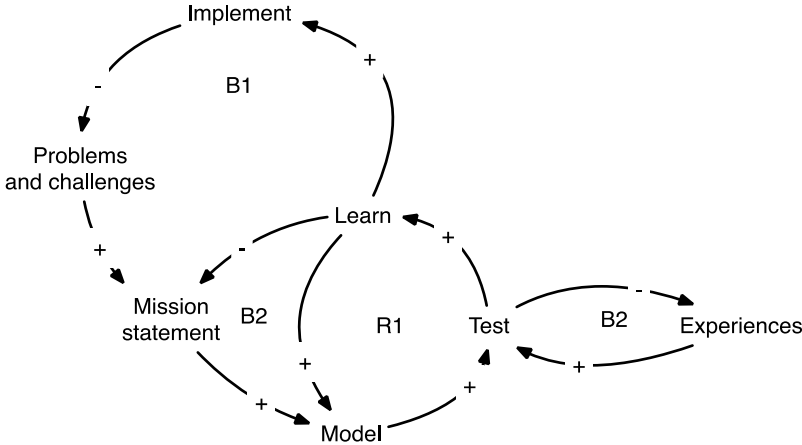 Implement
+
-
B1
Problems
and challenges
Learn
+
-
+
Mission
statement
B2
R1
Test
-
B2
Experiences
+
+
+
+
Model